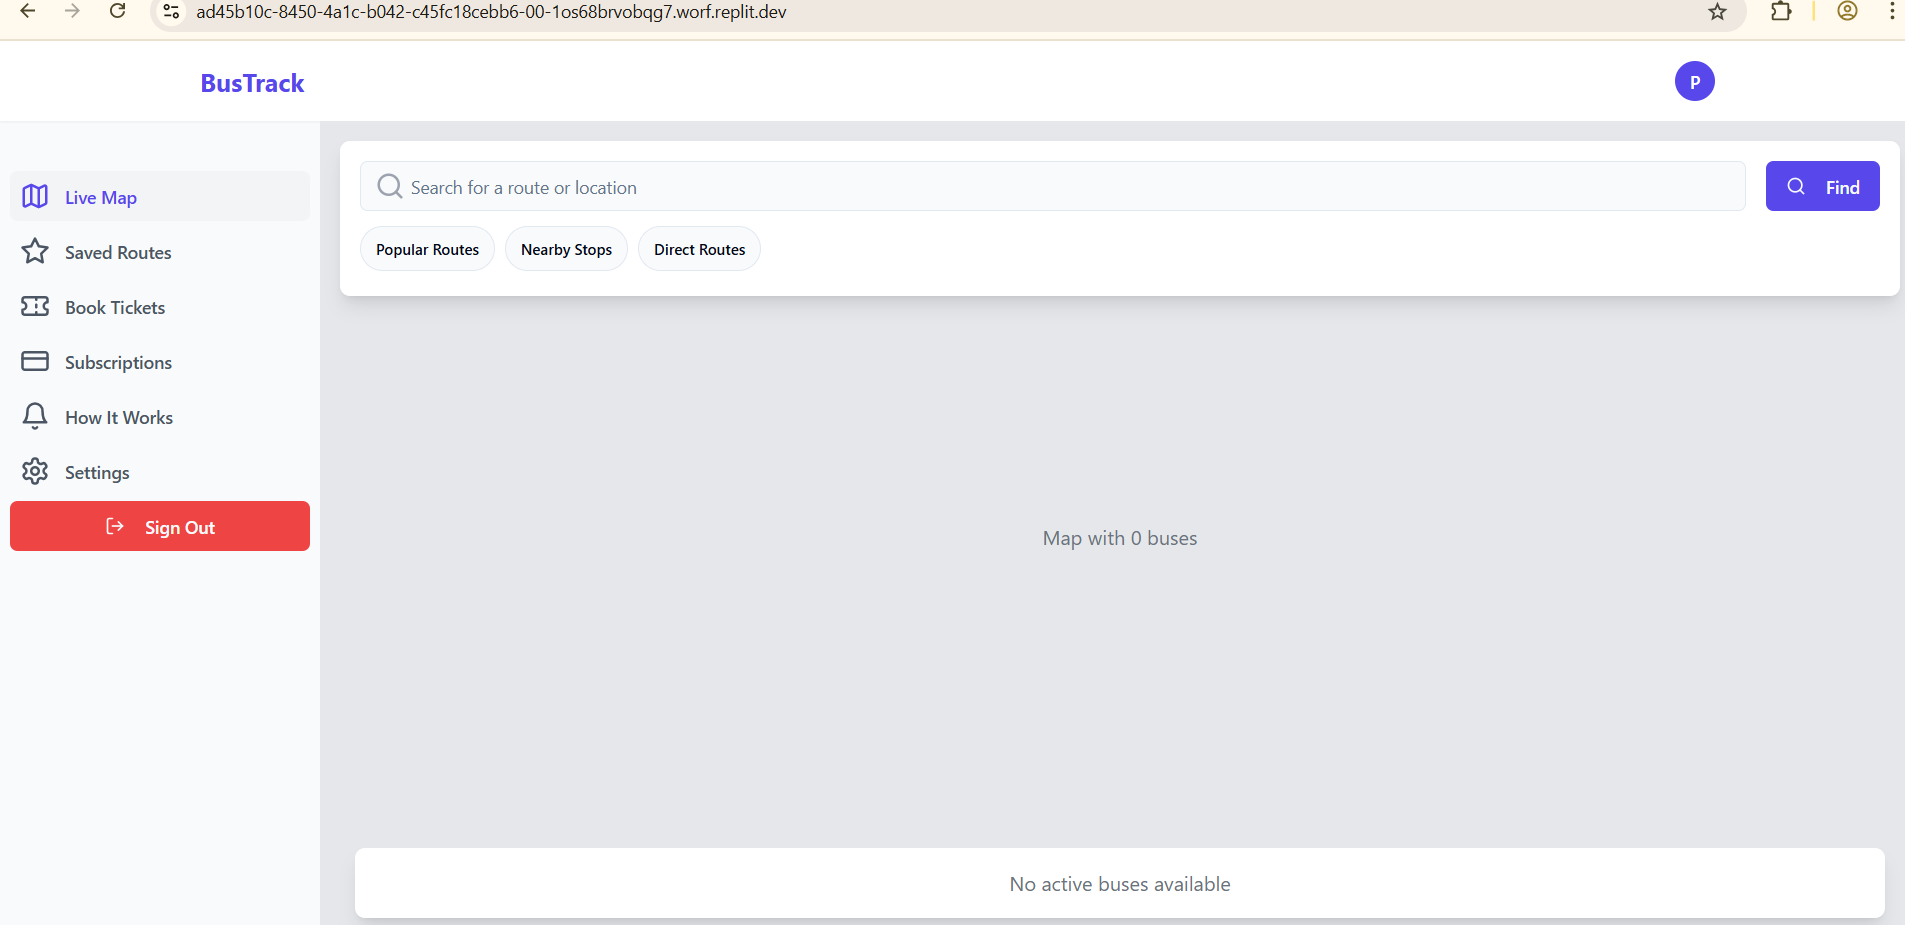 ad45b10c-8450-4a1c-b042-c45fc18cebb6-00-1os68brvobqg7.worf.replit.dev
BusTrack
P
Live Map
Saved Routes
Book Tickets
Subscriptions
How It Works
Settings
Sign Out
Search for a route or location
Find
Popular Routes
Nearby Stops
Direct Routes
Map with 0 buses
No active buses available